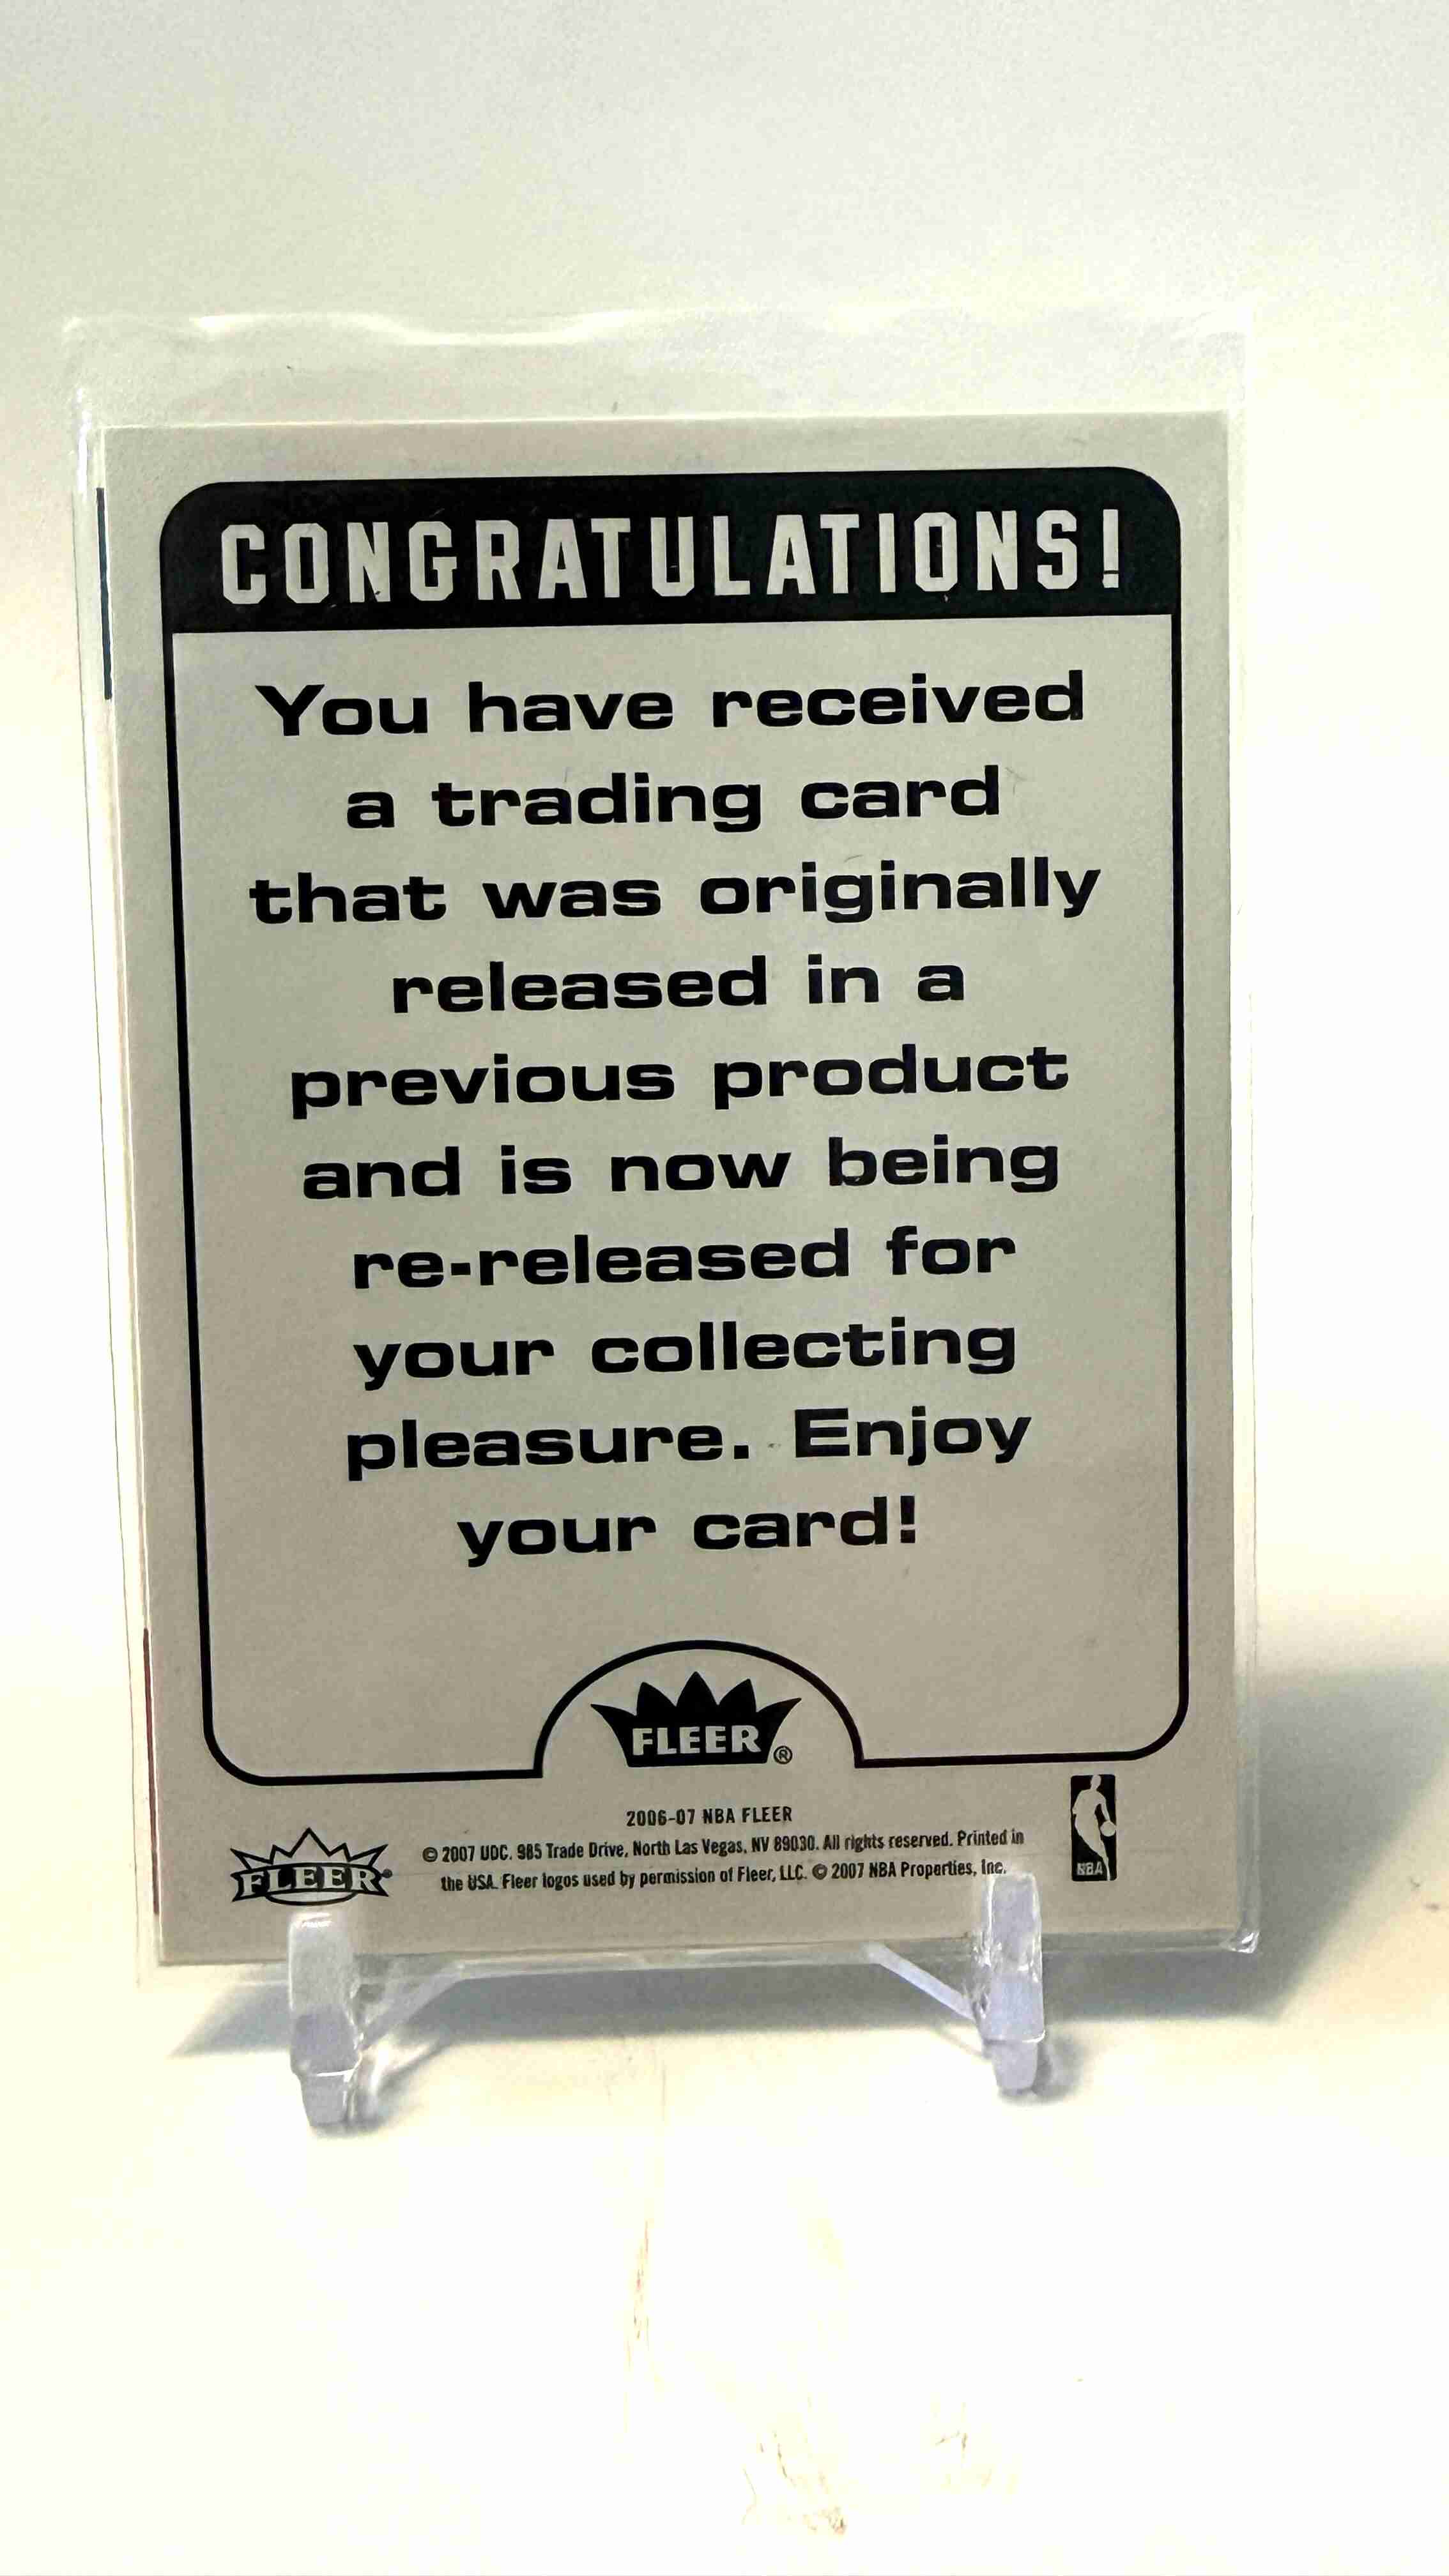 CONGRATULATIONS!
You have received
a trading card
that was originally
released in a
previous product
and is now being
re-released for
your collecting
pleasure. Enjoy
your card!
FLEER®
2006-07 NBA FLEER
© 2007 UDC. 985 Trade Drive, North Las Vegas, NV 89030. All rights reserved. Printed in
the USA. Fleer logos used by permission of Fleer, LLC. © 2007 NBA Properties, Inc.
FLEER®
NBA